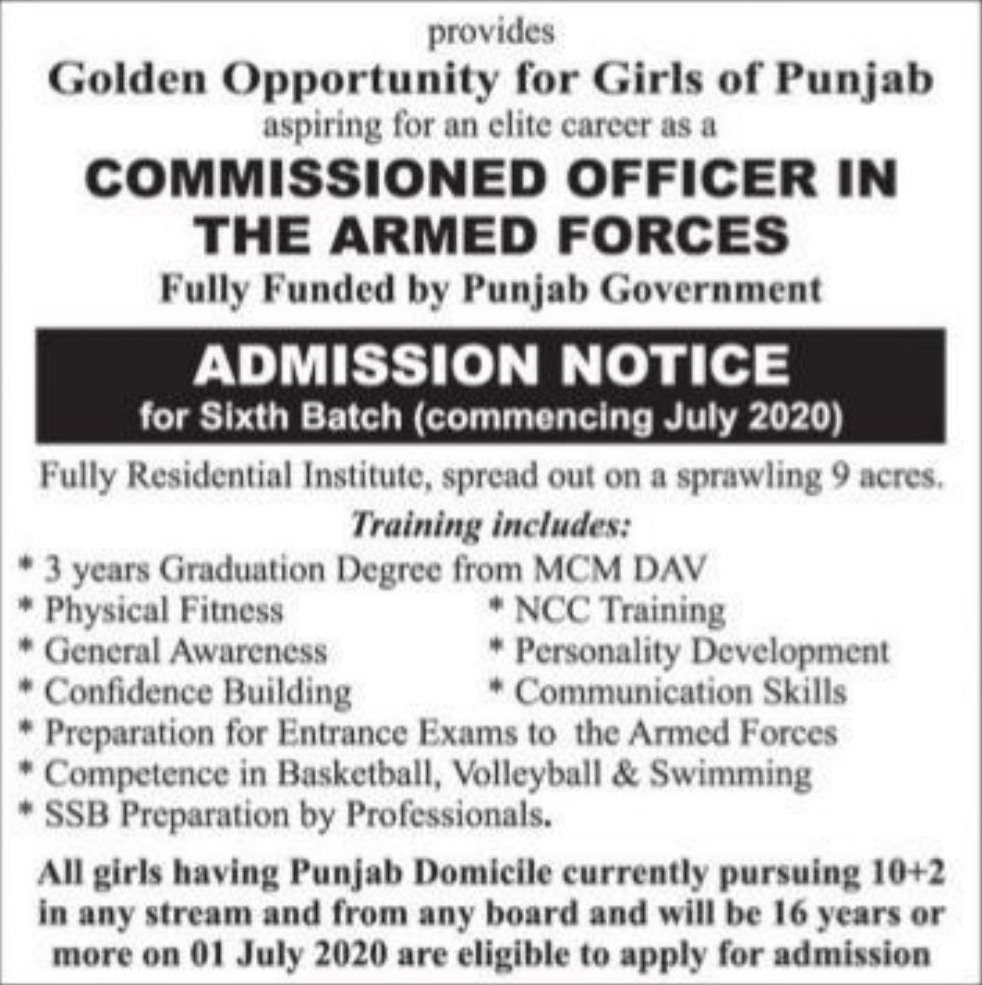 provides
Golden Opportunity for Girls of Punjab
aspiring for an elite career as a
COMMISSIONED OFFICER IN
THE ARMED FORCES
Fully Funded by Punjab Government
ADMISSION NOTICE
for Sixth Batch (commencing July 2020)
Fully Residential Institute, spread out on a sprawling 9 acres.
Training includes:
* 3 years Graduation Degree from MCM DAV
* Physical Fitness * NCC Training
* General Awareness * Personality Development
* Confidence Building * Communication Skills
* Preparation for Entrance Exams to the Armed Forces
* Competence in Basketball, Volleyball & Swimming
* SSB Preparation by Professionals.
All girls having Punjab Domicile currently pursuing 10+2
in any stream and from any board and will be 16 years or
more on 01 July 2020 are eligible to apply for admission